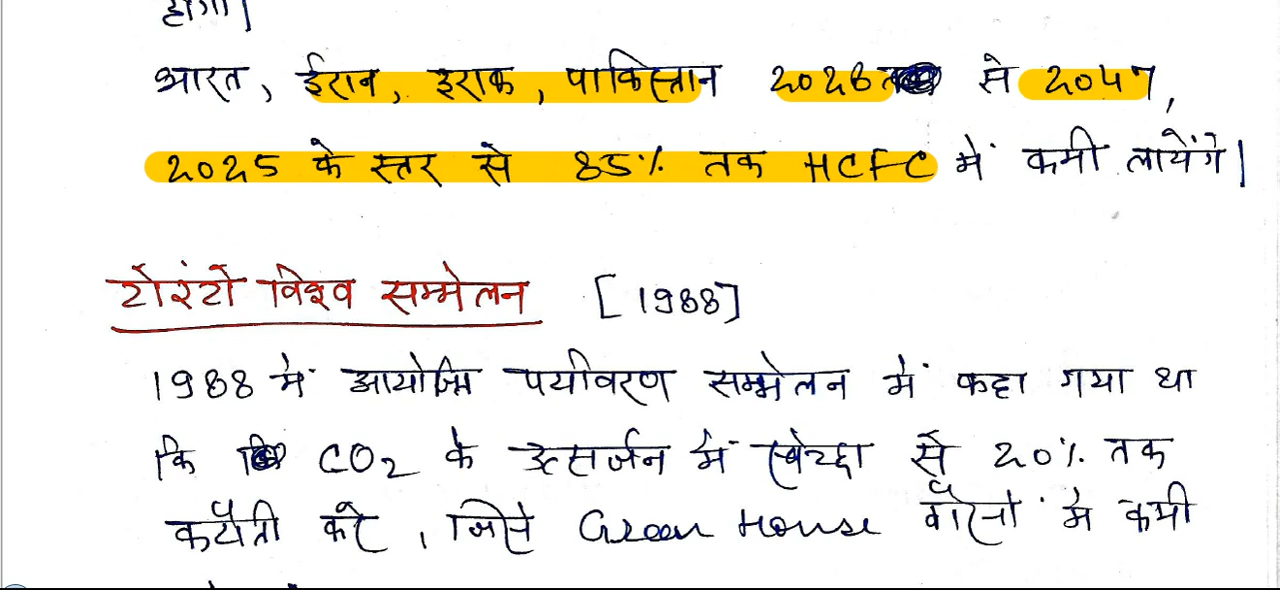 होगा|
भारत, ईरान, इराक, पाकिस्तान 2028 से 2047,
2025 के स्तर से 85% तक HCFC में कमी लायेंगे|
टोरंटो विश्व सम्मेलन [1988]
1988 में आयोजित पर्यावरण सम्मेलन में कहा गया था
कि CO2 के उत्सर्जन में स्वेच्छा से 20% तक
कटौती करे, जिसे Green House गैसों में कमी